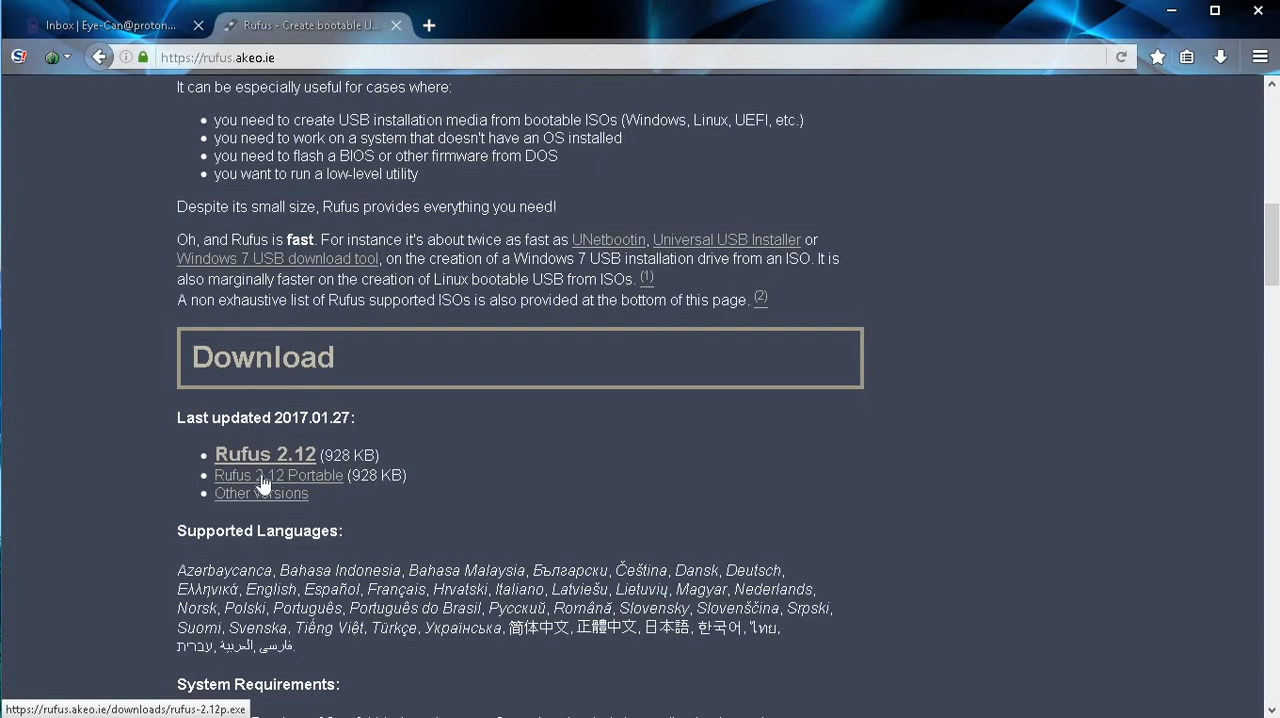 Inbox | Eye-Can@proton...
Rufus - Create bootable U...
https://rufus.akeo.ie
It can be especially useful for cases where:
you need to create USB installation media from bootable ISOs (Windows, Linux, UEFI, etc.)
you need to work on a system that doesn't have an OS installed
you need to flash a BIOS or other firmware from DOS
you want to run a low-level utility
Despite its small size, Rufus provides everything you need!
Oh, and Rufus is fast. For instance it's about twice as fast as UNetbootin, Universal USB Installer or
Windows 7 USB download tool, on the creation of a Windows 7 USB installation drive from an ISO. It is
also marginally faster on the creation of Linux bootable USB from ISOs. (1)
A non exhaustive list of Rufus supported ISOs is also provided at the bottom of this page. (2)
Download
Last updated 2017.01.27:
Rufus 2.12 (928 KB)
Rufus 2.12 Portable (928 KB)
Other versions
Supported Languages:
Azərbaycanca, Bahasa Indonesia, Bahasa Malaysia, Български, Čeština, Dansk, Deutsch,
Ελληνικά, English, Español, Français, Hrvatski, Italiano, Latviešu, Lietuvių, Magyar, Nederlands,
Norsk, Polski, Português, Português do Brasil, Русский, Română, Slovensky, Slovenščina, Srpski,
Suomi, Svenska, Tiếng Việt, Türkçe, Українська, 简体中文, 正體中文, 日本語, 한국어, ไทย,
עברית, العربية, فارسی.
System Requirements:
https://rufus.akeo.ie/downloads/rufus-2.12p.exe